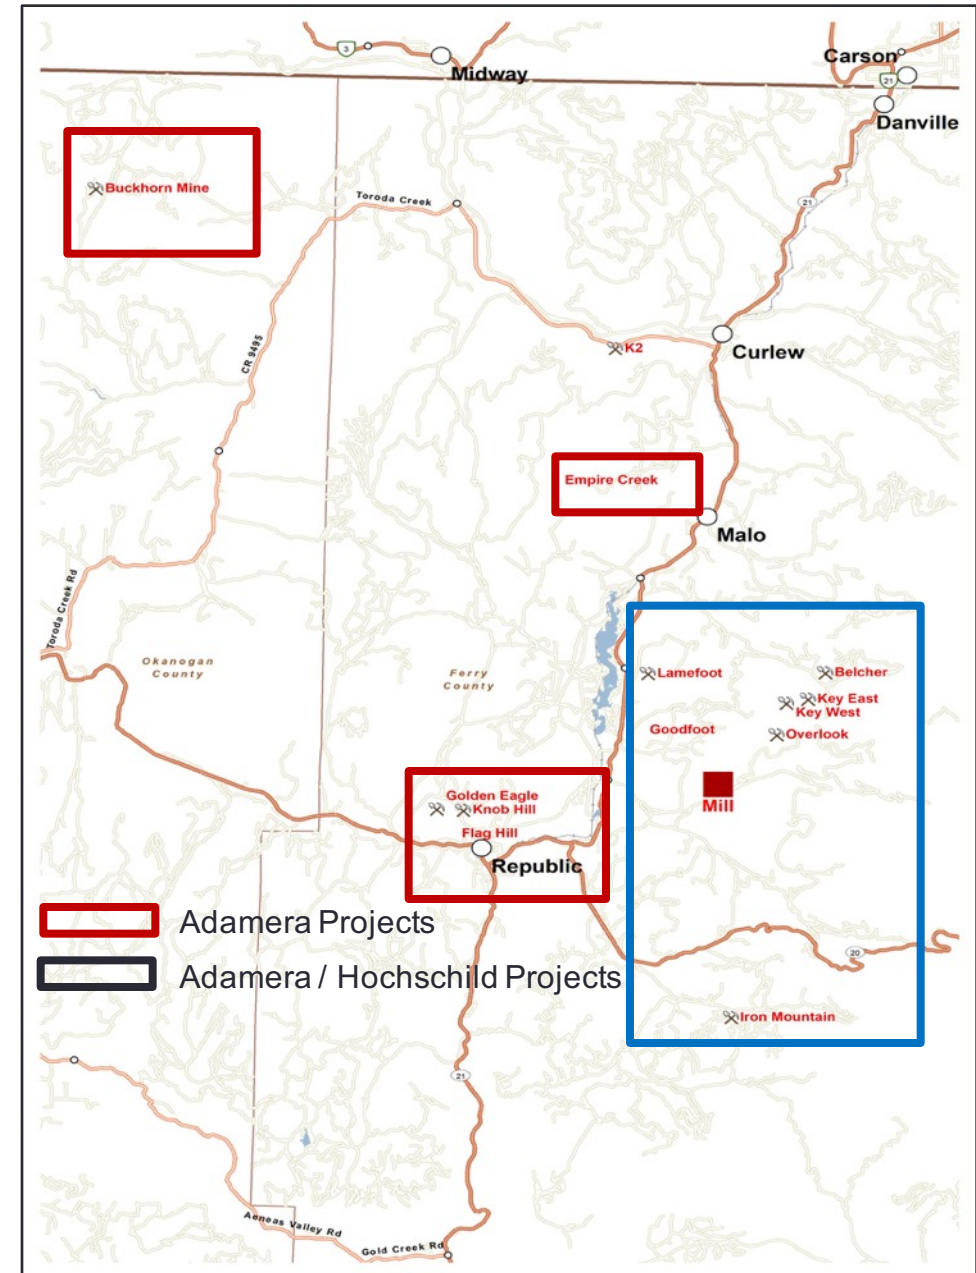 3
Midway
Carson
21
Danville
Buckhorn Mine
Toroda Creek
21
CR 9495
K2
Curlew
Empire Creek
Malo
Toroda Creek Rd
Okanogan
County
Ferry
County
Lamefoot
Belcher
Key East
Key West
Goodfoot
Overlook
Mill
Golden Eagle
Knob Hill
Flag Hill
Republic
Adamera Projects
20
Adamera / Hochschild Projects
Iron Mountain
21
Aeneas Valley Rd
Gold Creek Rd